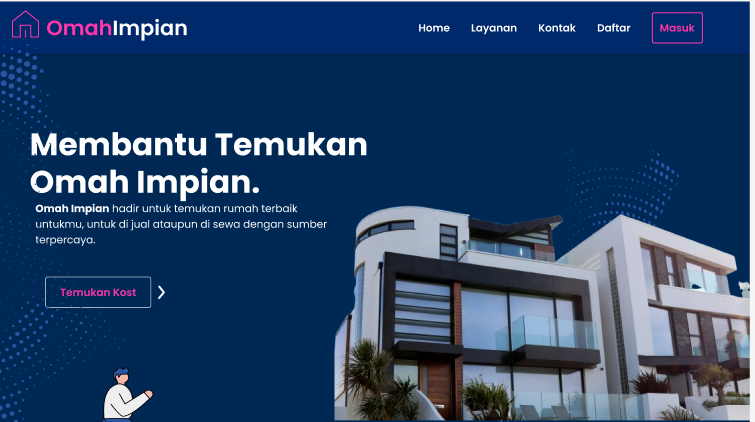 OmahImpian
Home Layanan Kontak Daftar Masuk
Membantu Temukan
Omah Impian.
Omah Impian hadir untuk temukan rumah terbaik
untukmu, untuk di jual ataupun di sewa dengan sumber
terpercaya.
Temukan Kost